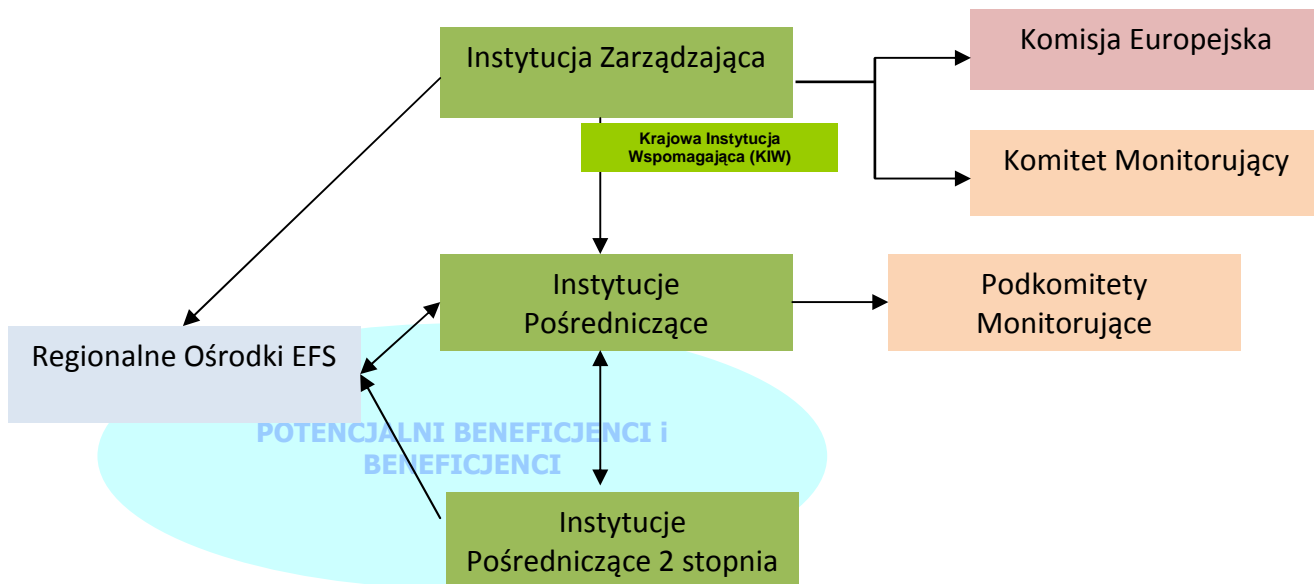 Instytucja Zarządzająca
Komisja Europejska
Krajowa Instytucja
Wspomagająca (KIW)
Komitet Monitorujący
Instytucje
Pośredniczące
Podkomitety
Monitorujące
Regionalne Ośrodki EFS
POTENCJALNI BENEFICJENCI i
BENEFICJENCI
Instytucje
Pośredniczące 2 stopnia